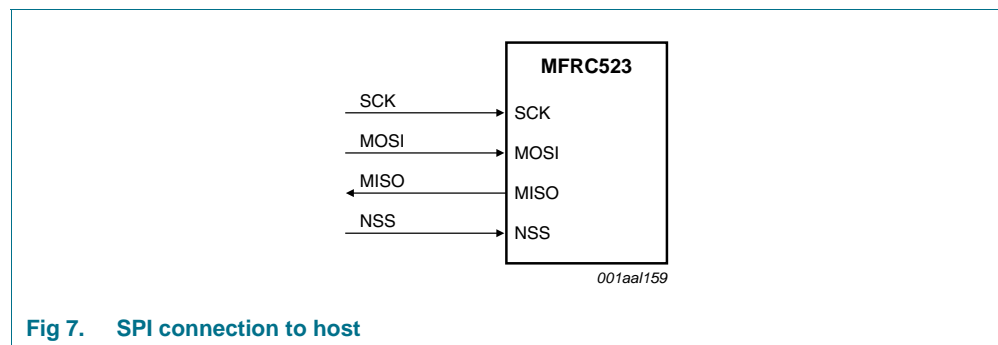 MFRC523
SCK
SCK
MOSI
MOSI
MISO
MISO
NSS
NSS
001aal159
Fig 7. SPI connection to host